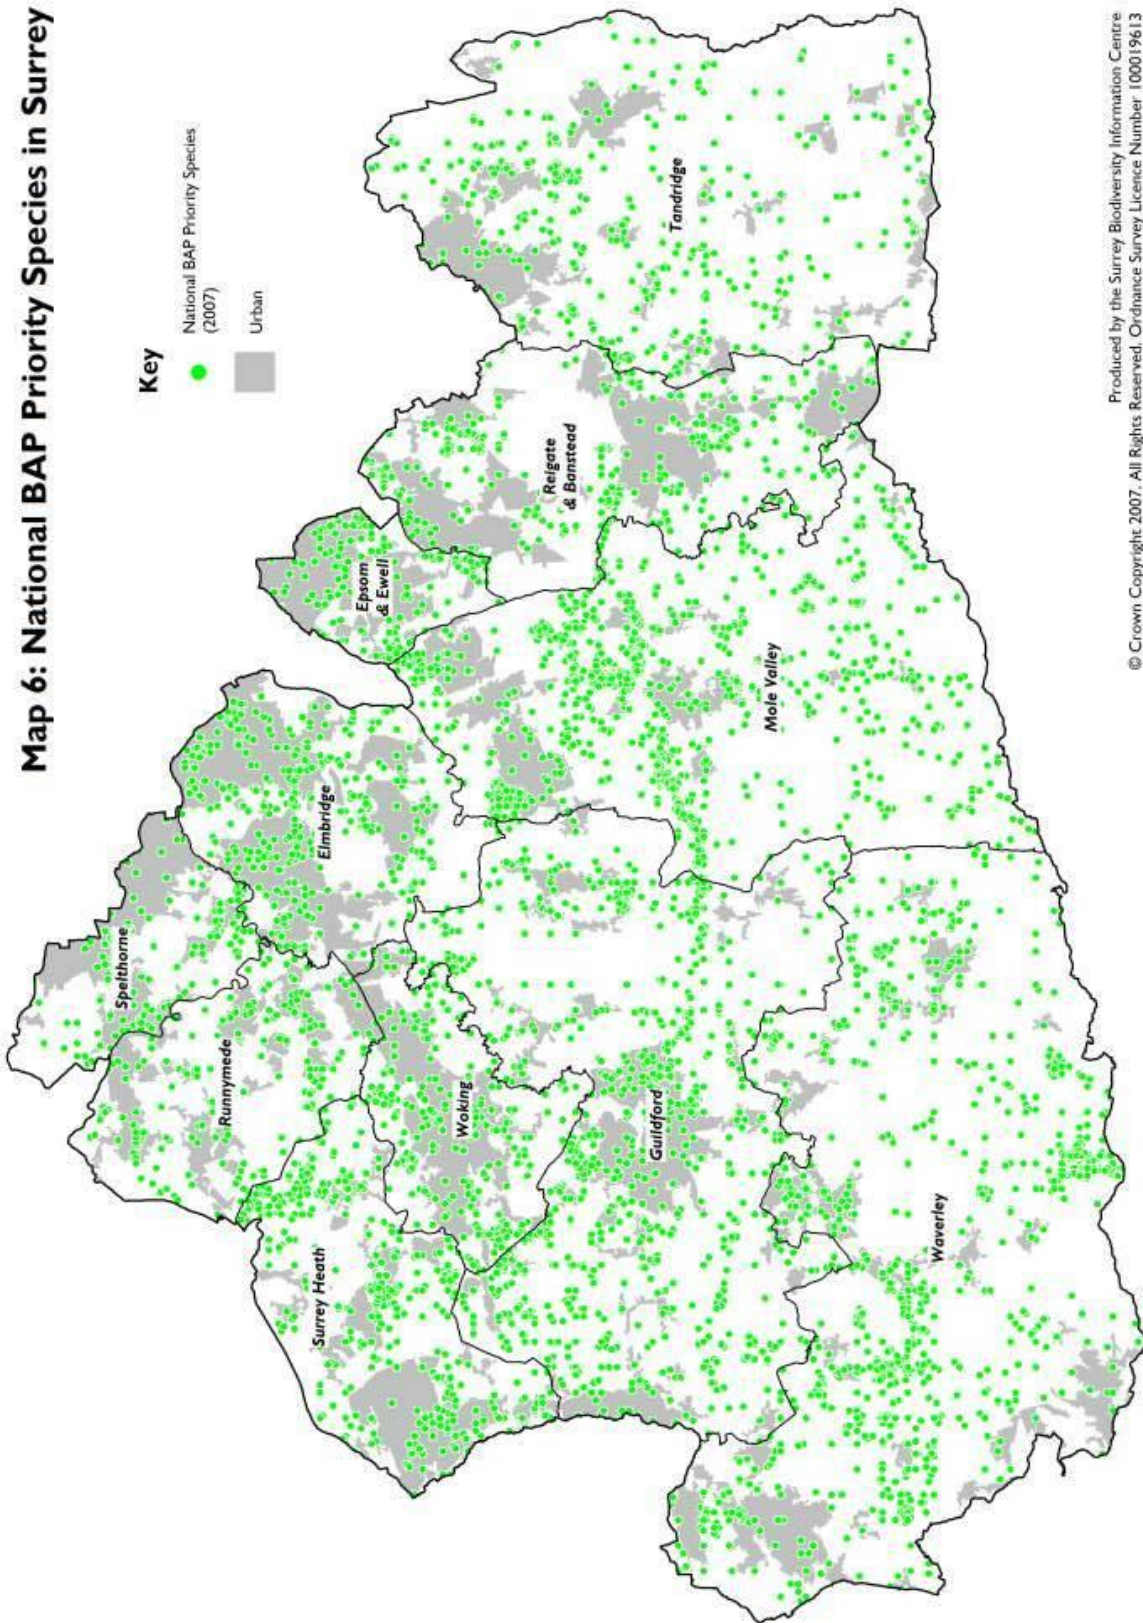 Map 6: National BAP Priority Species in Surrey
Key
National BAP Priority Species
(2007)
Urban
Spelthorne
Runnymede
Elmbridge
Epsom
& Ewell
Surrey Heath
Woking
Reigate
& Banstead
Tandridge
Guildford
Mole Valley
Waverley
Produced by the Surrey Biodiversity Information Centre
© Crown Copyright 2007. All Rights Reserved. Ordnance Survey Licence Number 100019613